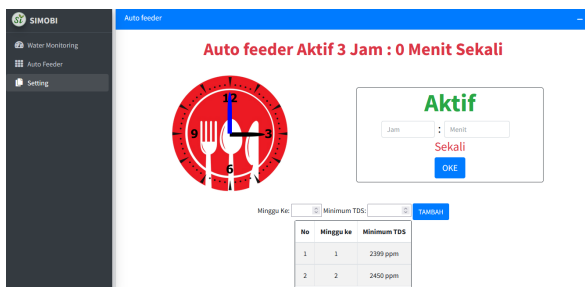 Si SIMOBI
Auto feeder
Water Monitoring
Auto Feeder
Setting
Auto feeder Aktif 3 Jam : 0 Menit Sekali
12
9
3
6
Aktif
Jam : Menit
Sekali
OKE
Minggu Ke: Minimum TDS: TAMBAH
No Minggu ke Minimum TDS
1 1 2399 ppm
2 2 2450 ppm